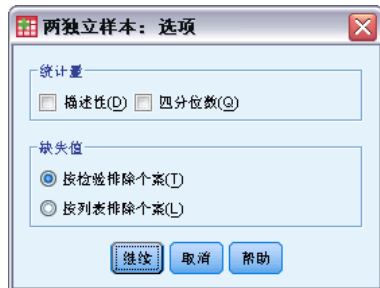 两独立样本：选项
统计量
描述性(D) 四分位数(Q)
缺失值
按检验排除个案(T)
按列表排除个案(L)
继续 取消 帮助